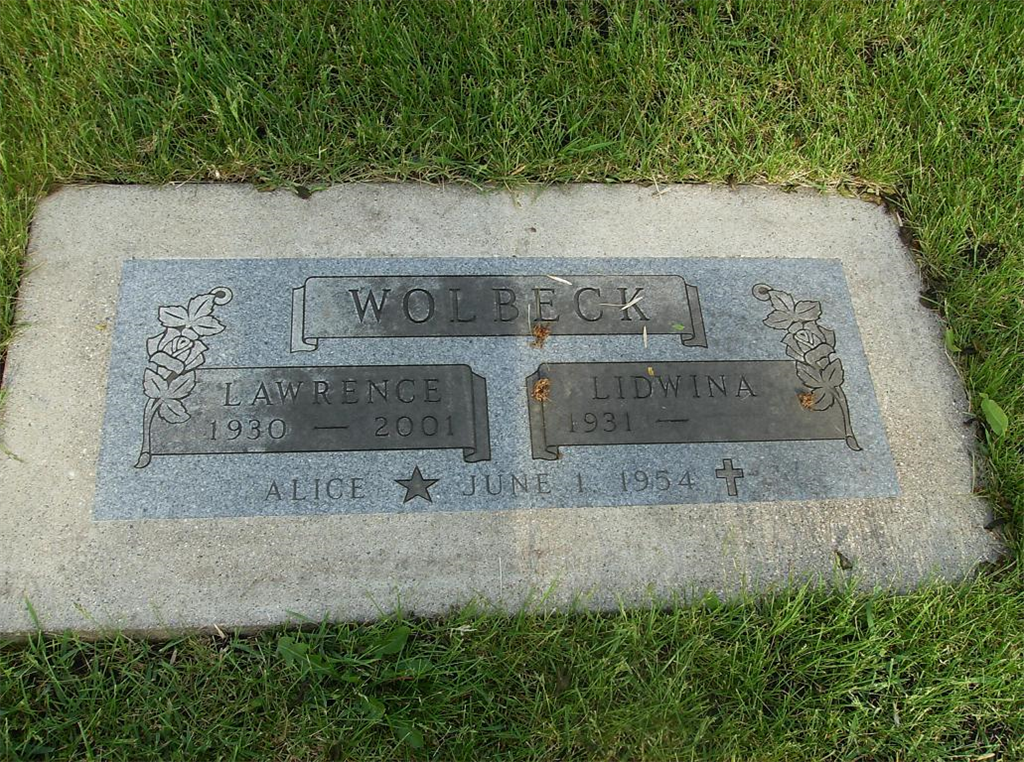 WOLBECK
LAWRENCE
1930 — 2001
LIDWINA
1931 —
ALICE ★ JUNE 1 1954 ✝